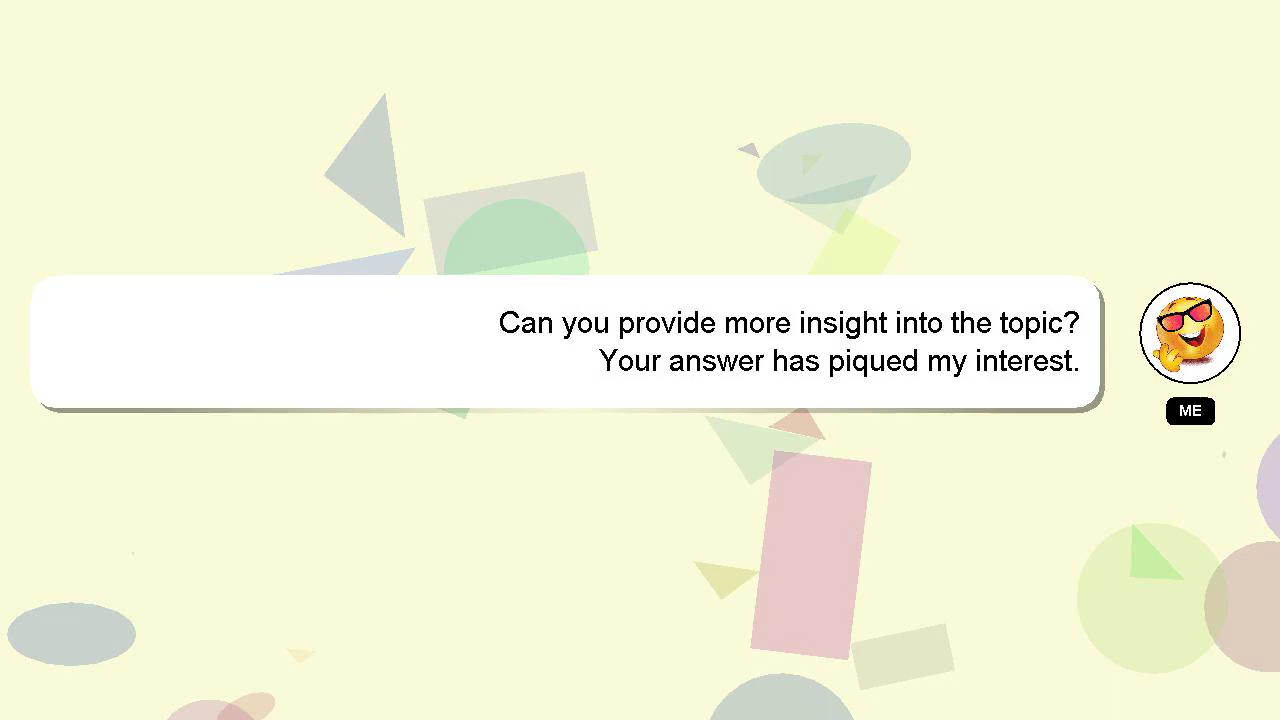 Can you provide more insight into the topic?
Your answer has piqued my interest.
ME